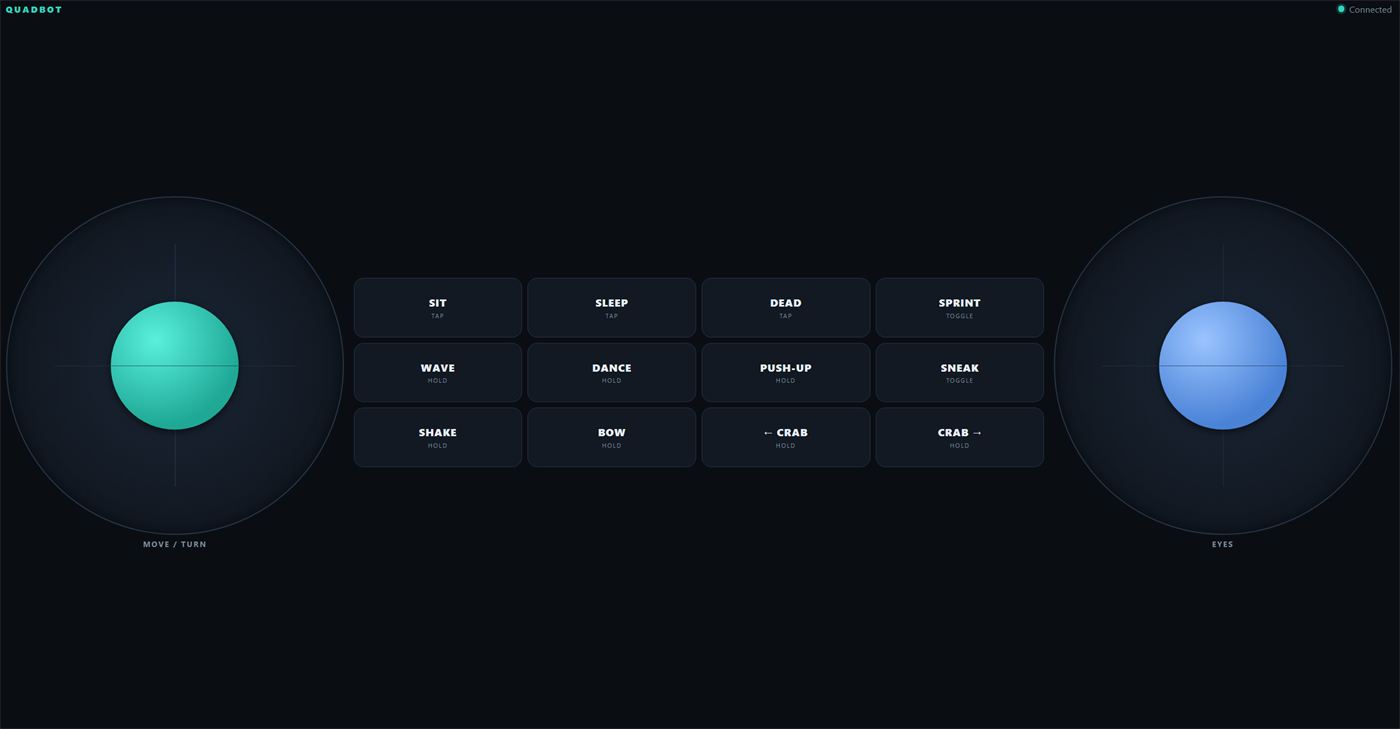 QUADBOT
Connected
SIT
TAP
SLEEP
TAP
DEAD
TAP
SPRINT
TOGGLE
WAVE
HOLD
DANCE
HOLD
PUSH-UP
HOLD
SNEAK
TOGGLE
SHAKE
HOLD
BOW
HOLD
← CRAB
HOLD
CRAB →
HOLD
MOVE / TURN
EYES